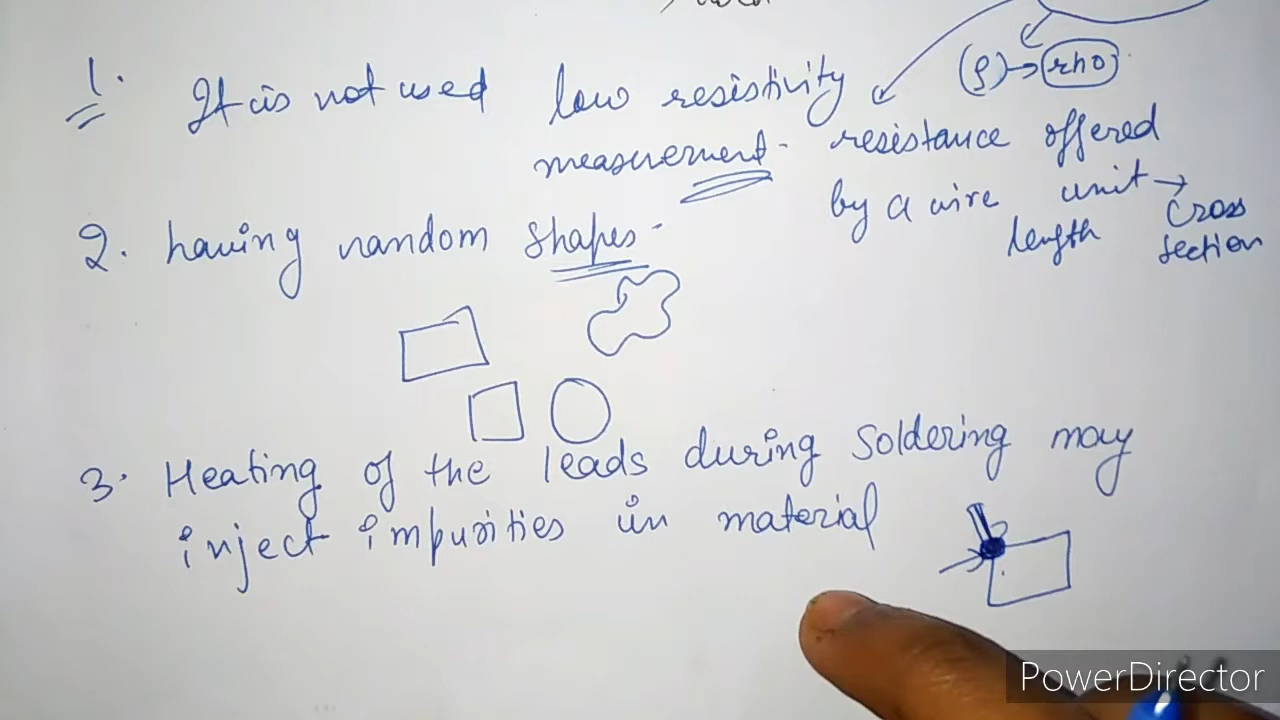 1. It is not used low resistivity
measurement.
(ρ) → rho
resistance offered
by a wire unit →
length
cross
section
2. having random shapes.
3. Heating of the leads during soldering may
inject impurities in material
PowerDirector